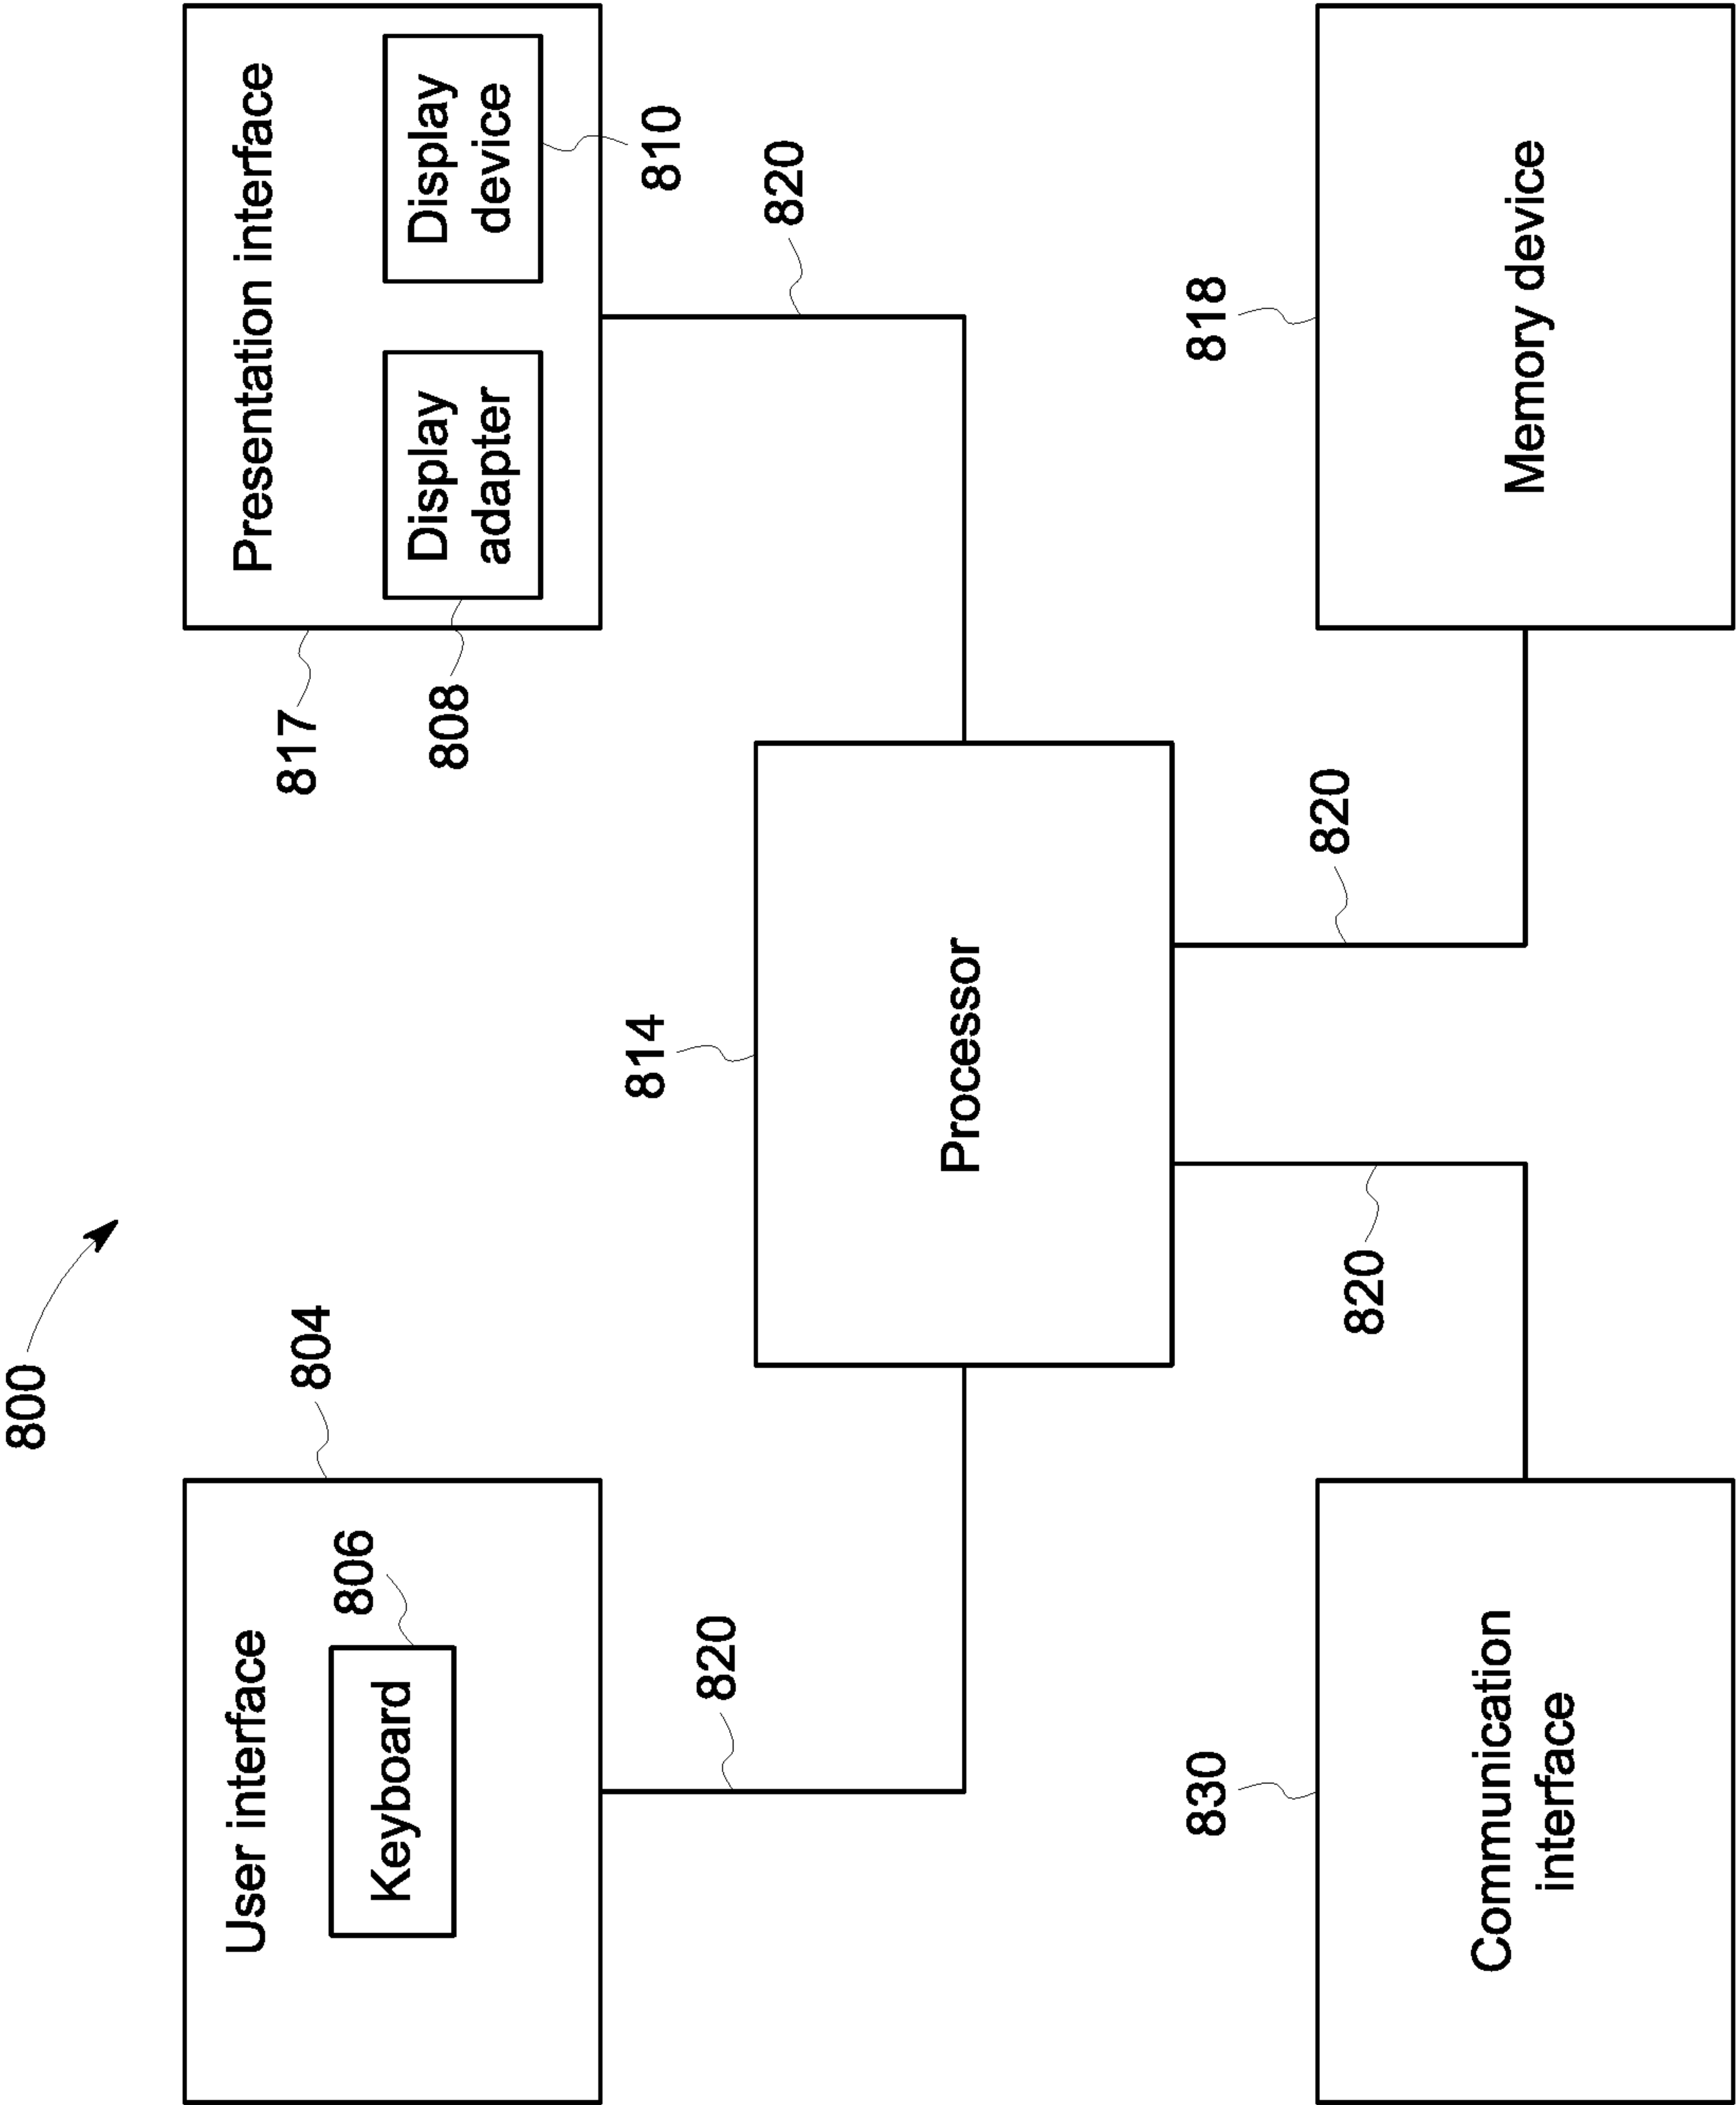 800
User interface
804
Keyboard
806
820
Presentation interface
817
Display
adapter
808
Display
device
810
820
814
Processor
830
Communication
interface
820
820
818
Memory device